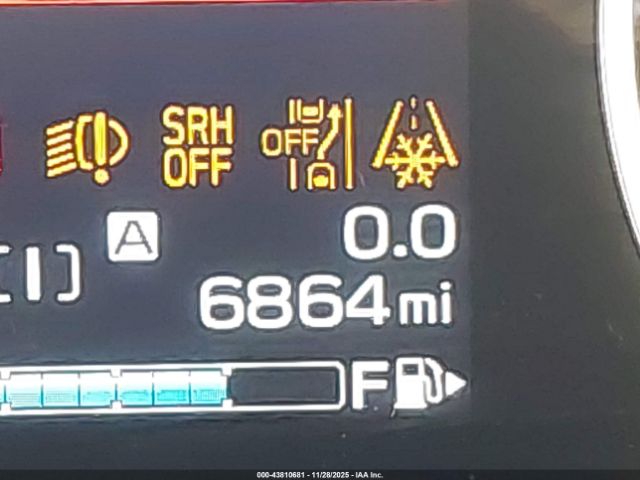 SRH
OFF
OFF
A
0.0
6864 mi
F
000-43810681 - 11/28/2025 - IAA Inc.